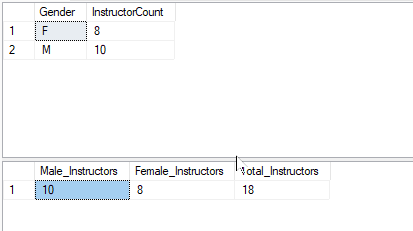 Gender InstructorCount
1 F 8
2 M 10
Male_Instructors Female_Instructors Total_Instructors
1 10 8 18